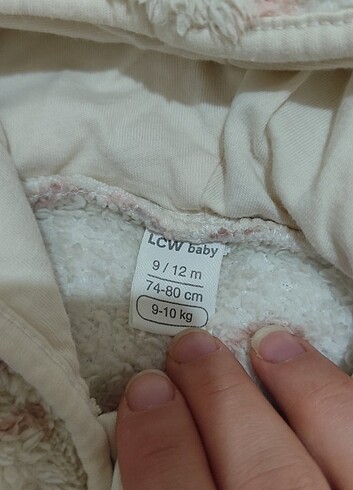 LCW baby
9 / 12 m
74-80 cm
9-10 kg